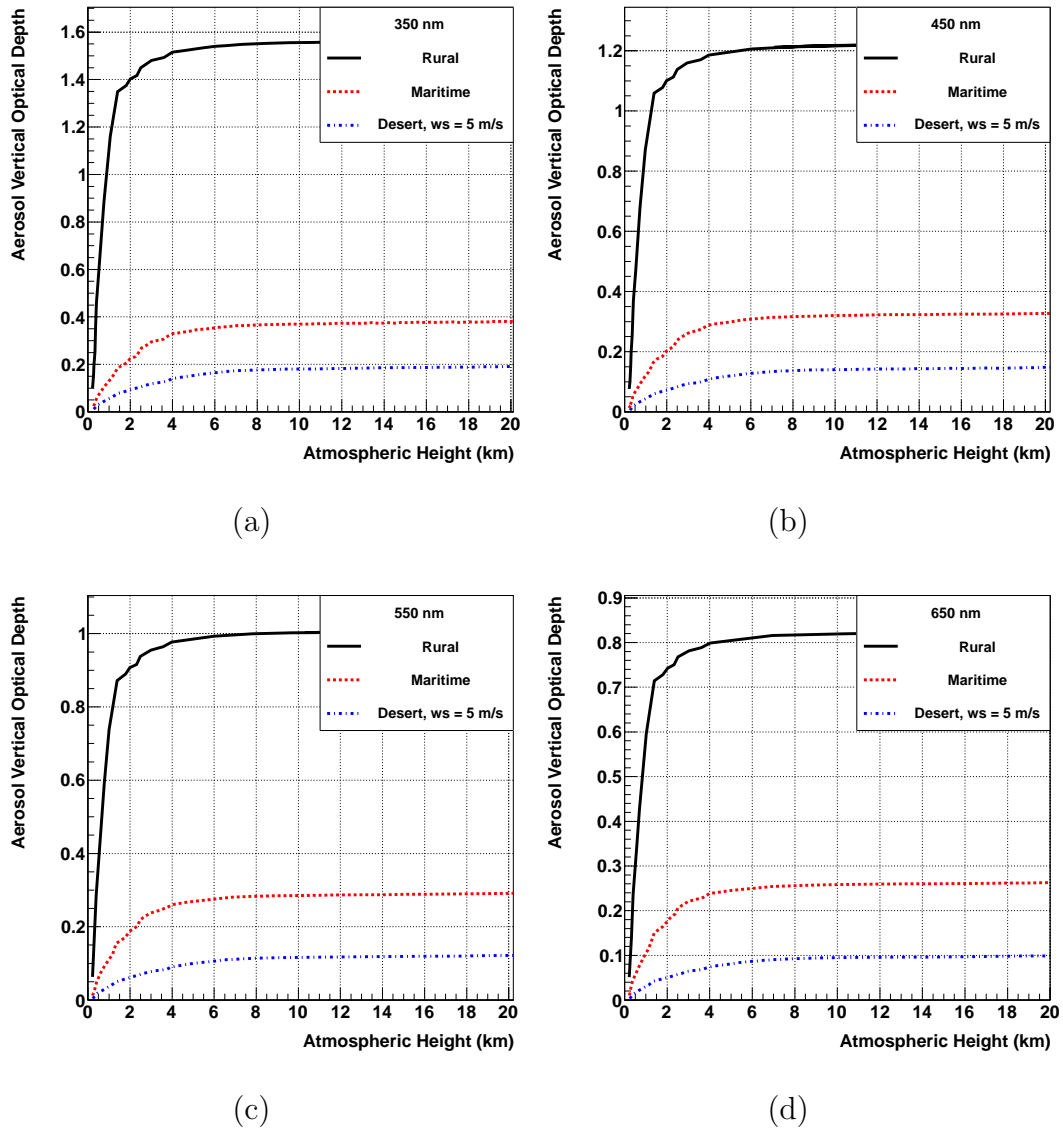 Aerosol Vertical Optical Depth
1.6
1.4
1.2
1
0.8
0.6
0.4
0.2
0
350 nm
Rural
Maritime
Desert, ws = 5 m/s
0 2 4 6 8 10 12 14 16 18 20
Atmospheric Height (km)
(a)
Aerosol Vertical Optical Depth
1.2
1
0.8
0.6
0.4
0.2
0
450 nm
Rural
Maritime
Desert, ws = 5 m/s
0 2 4 6 8 10 12 14 16 18 20
Atmospheric Height (km)
(b)
Aerosol Vertical Optical Depth
1
0.8
0.6
0.4
0.2
0
550 nm
Rural
Maritime
Desert, ws = 5 m/s
0 2 4 6 8 10 12 14 16 18 20
Atmospheric Height (km)
(c)
Aerosol Vertical Optical Depth
0.9
0.8
0.7
0.6
0.5
0.4
0.3
0.2
0.1
0
650 nm
Rural
Maritime
Desert, ws = 5 m/s
0 2 4 6 8 10 12 14 16 18 20
Atmospheric Height (km)
(d)